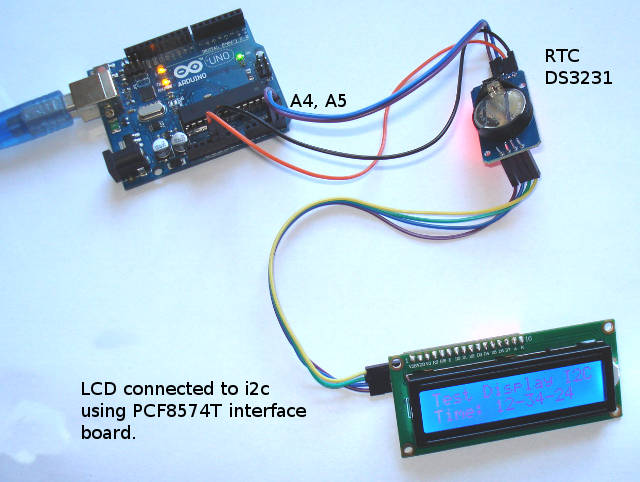 UNO
ARDUINO
A4, A5
RTC
DS3231
LCD connected to i2c
using PCF8574T interface
board.
Test Display I2C
Time: 12-34-24